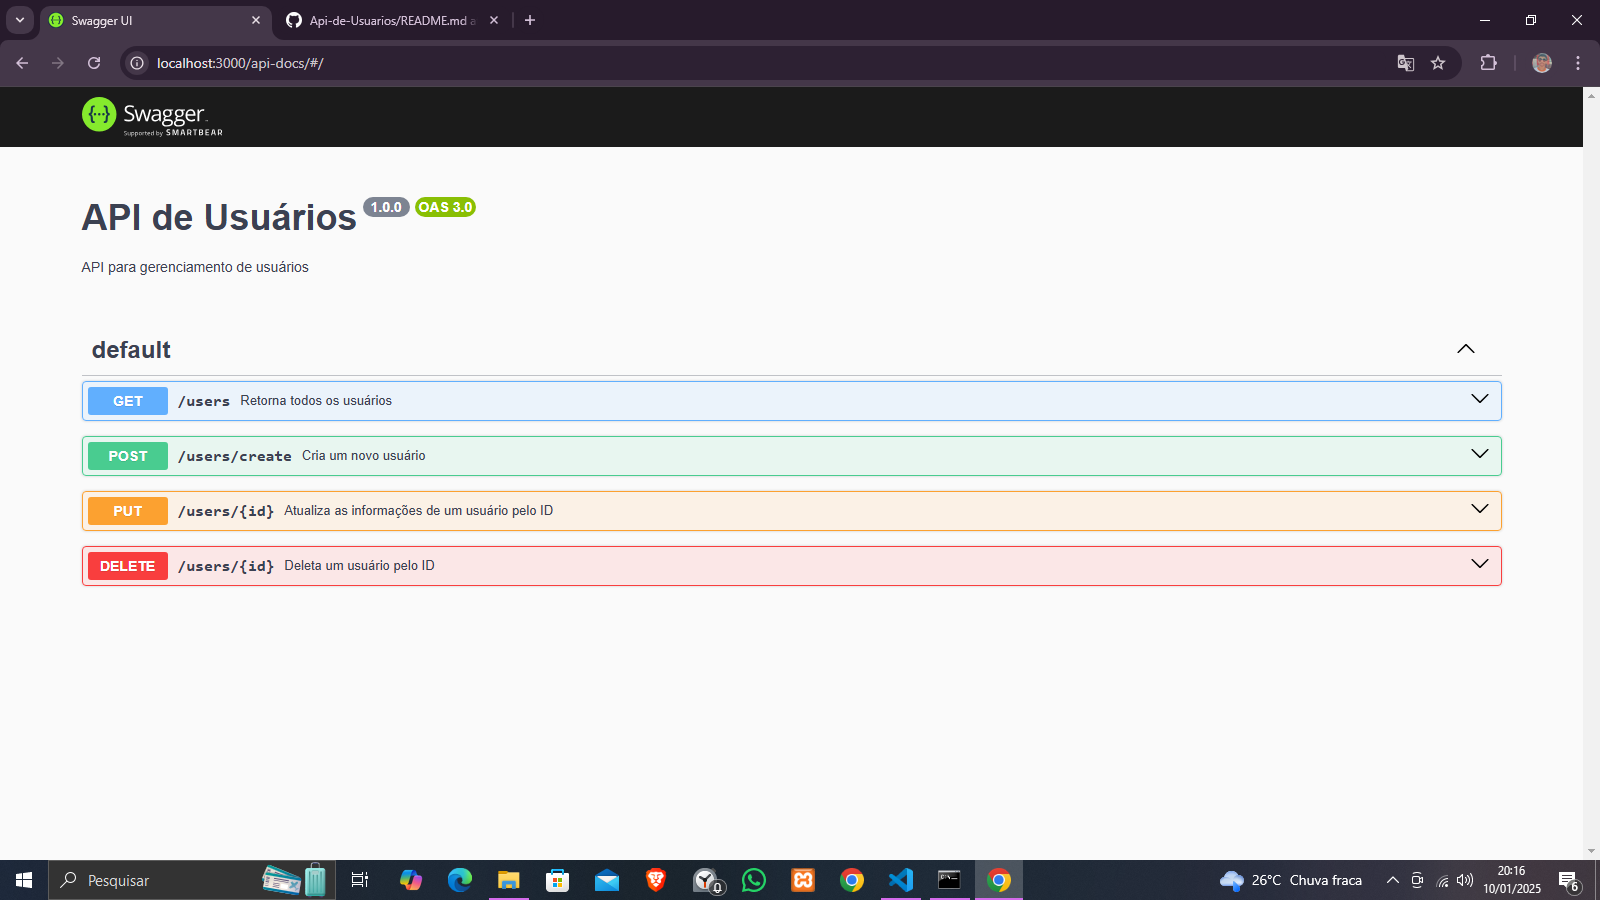 Swagger UI
Api-de-Usuarios/README.md a
localhost:3000/api-docs/#/
Swagger
Supported by SMARTBEAR
API de Usuários 1.0.0 OAS 3.0
API para gerenciamento de usuários
default
GET /users Retorna todos os usuários
POST /users/create Cria um novo usuário
PUT /users/{id} Atualiza as informações de um usuário pelo ID
DELETE /users/{id} Deleta um usuário pelo ID
Pesquisar
26°C Chuva fraca
20:16
10/01/2025
6